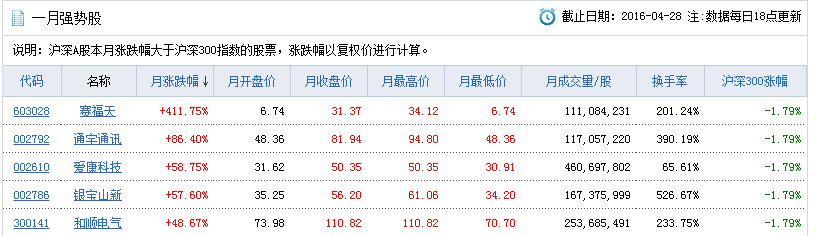 一月强势股 截止日期：2016-04-28 注:数据每日18点更新
说明：沪深A股本月涨跌幅大于沪深300指数的股票，涨跌幅以复权价进行计算。
代码 名称 月涨跌幅↓ 月开盘价 月收盘价 月最高价 月最低价 月成交量/股 换手率 沪深300涨幅
603028 赛福天 +411.75% 6.74 31.37 34.12 6.74 111,084,231 201.24% -1.79%
002792 通宇通讯 +86.40% 48.36 81.94 94.80 48.36 117,057,220 390.19% -1.79%
002610 爱康科技 +58.75% 31.62 50.35 50.35 30.91 460,697,802 65.61% -1.79%
002786 银宝山新 +57.60% 35.25 56.20 61.06 34.20 167,375,999 526.67% -1.79%
300141 和顺电气 +48.67% 73.98 110.82 110.82 70.70 253,685,491 233.75% -1.79%